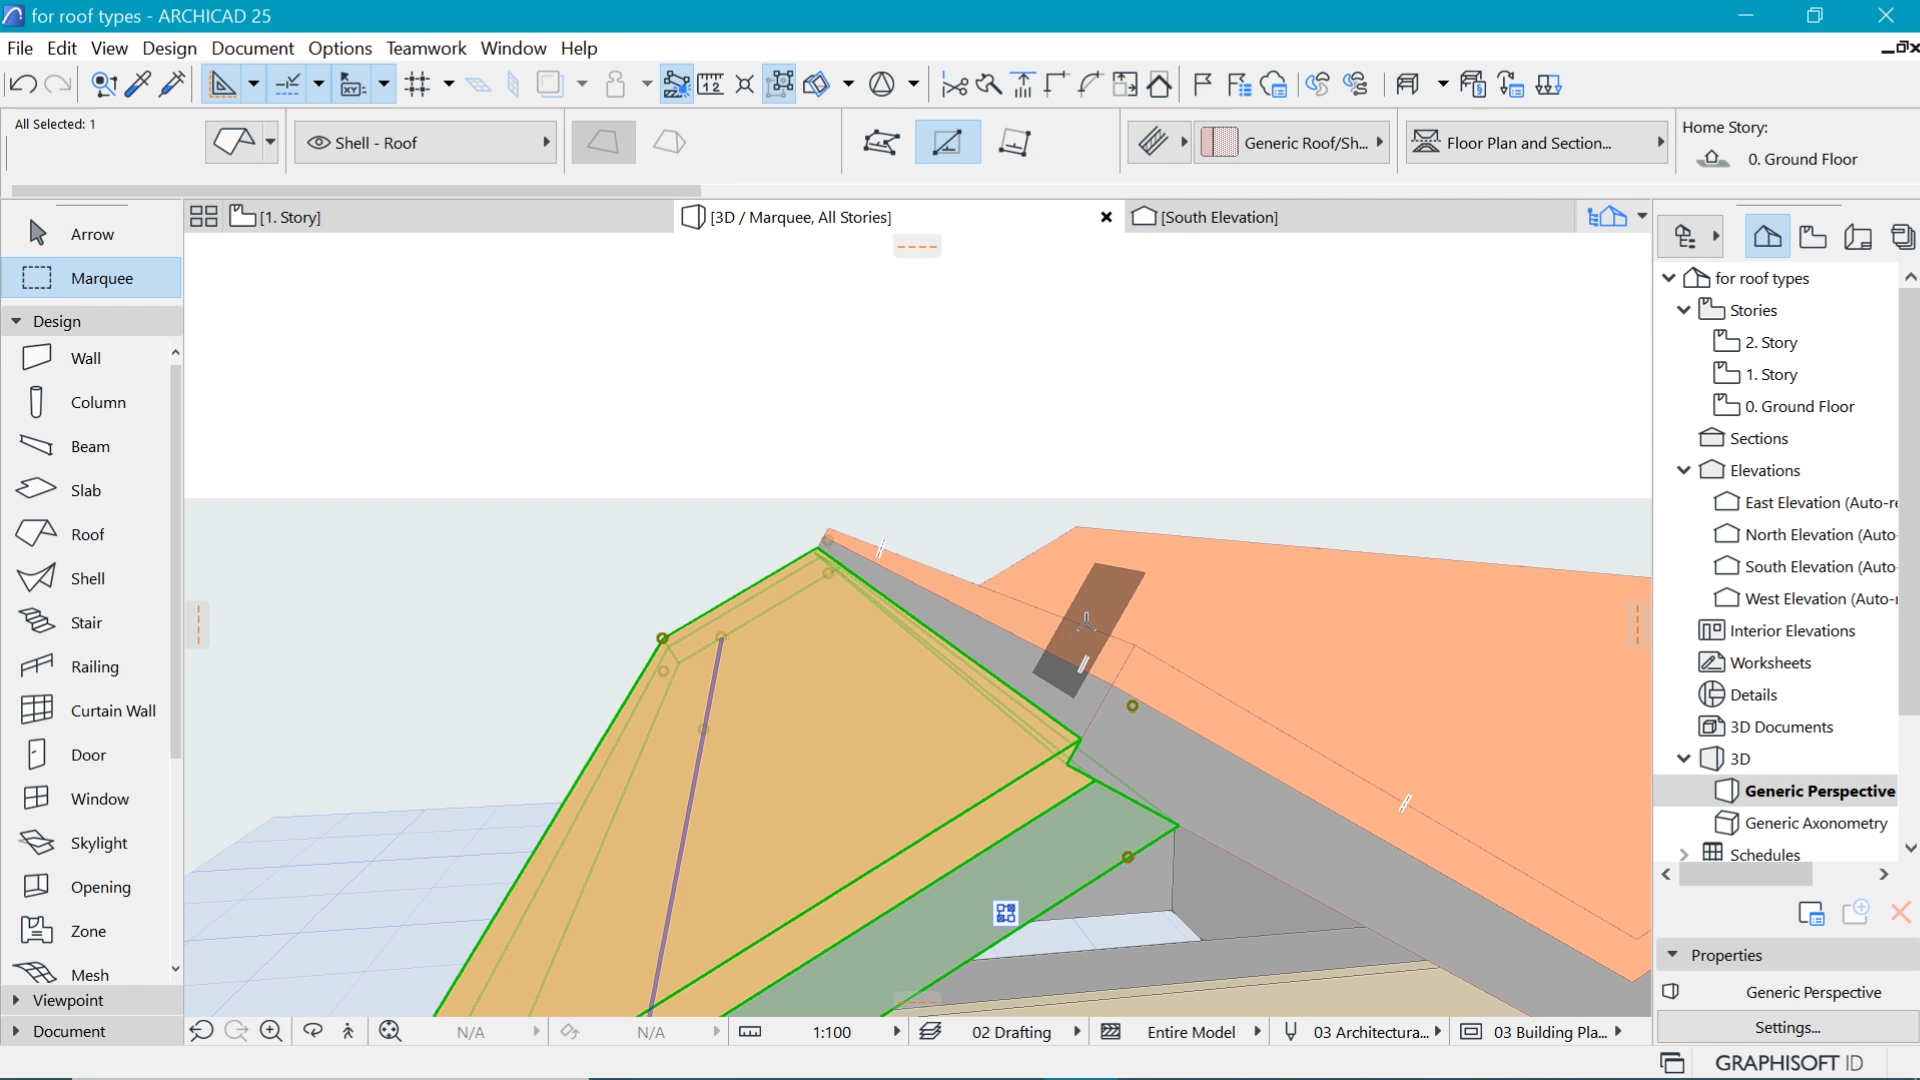 for roof types - ARCHICAD 25
File Edit View Design Document Options Teamwork Window Help
All Selected: 1
Shell - Roof
Generic Roof/Sh...
Floor Plan and Section...
Home Story:
0. Ground Floor
[1. Story]
[3D / Marquee, All Stories]
[South Elevation]
Arrow
Marquee
Design
Wall
Column
Beam
Slab
Roof
Shell
Stair
Railing
Curtain Wall
Door
Window
Skylight
Opening
Zone
Mesh
Viewpoint
Document
for roof types
Stories
2. Story
1. Story
0. Ground Floor
Sections
Elevations
East Elevation (Auto-re
North Elevation (Auto-
South Elevation (Auto-
West Elevation (Auto-r
Interior Elevations
Worksheets
Details
3D Documents
3D
Generic Perspective
Generic Axonometry
Schedules
Properties
Generic Perspective
Settings...
N/A
N/A
1:100
02 Drafting
Entire Model
03 Architectura...
03 Building Pla...
GRAPHISOFT ID